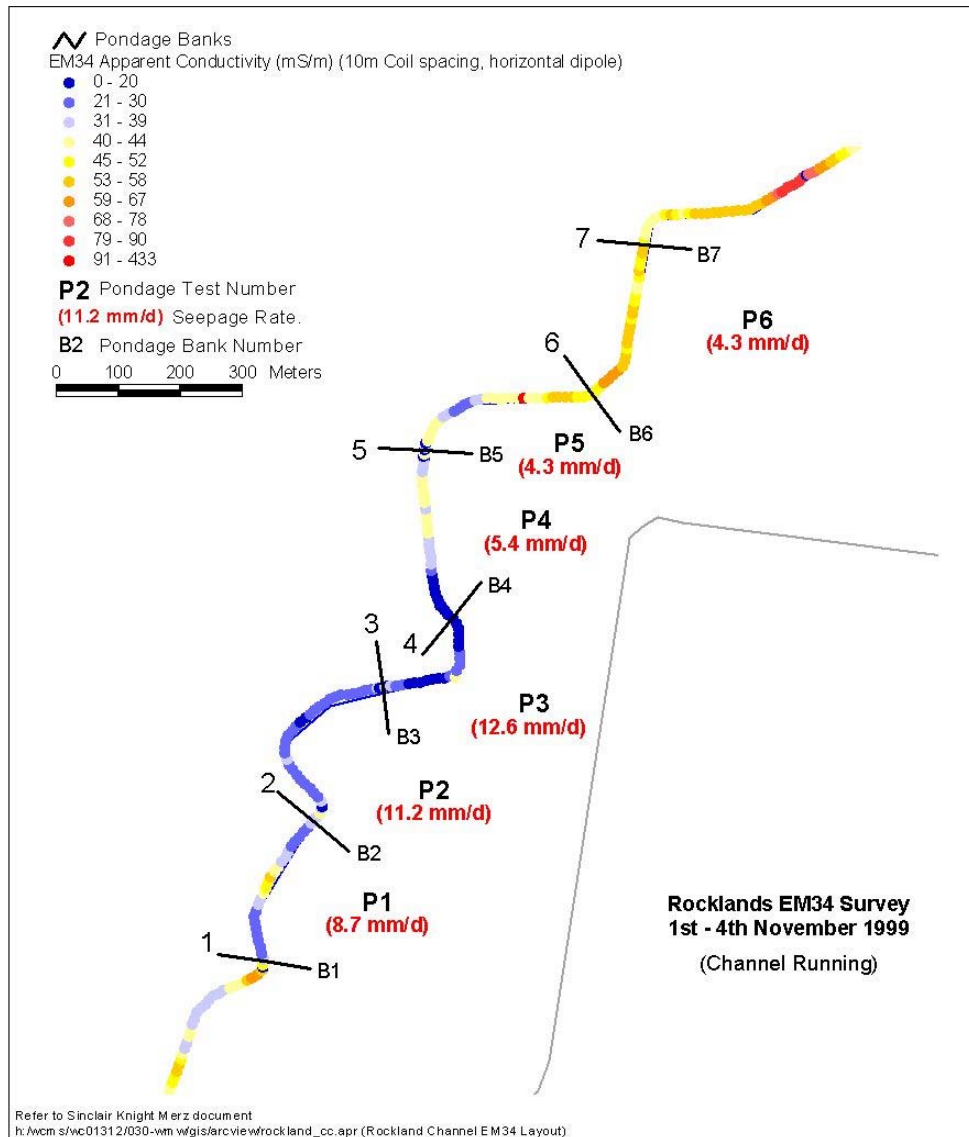 Pondage Banks
EM34 Apparent Conductivity (mS/m) (10m Coil spacing, horizontal dipole)
0 - 20
21 - 30
31 - 39
40 - 44
45 - 52
53 - 58
59 - 67
68 - 78
79 - 90
91 - 433
P2 Pondage Test Number
(11.2 mm/d) Seepage Rate.
B2 Pondage Bank Number
0 100 200 300 Meters
7
B7
P6
(4.3 mm/d)
6
B6
5
B5
P5
(4.3 mm/d)
P4
(5.4 mm/d)
B4
4
3
B3
P3
(12.6 mm/d)
2
B2
P2
(11.2 mm/d)
P1
(8.7 mm/d)
1
B1
Rocklands EM34 Survey
1st - 4th November 1999
(Channel Running)
Refer to Sinclair Knight Merz document
h:/wcms/wc01312/030-wmw/gis/arcview/rockland_cc.apr (Rockland Channel EM34 Layout)